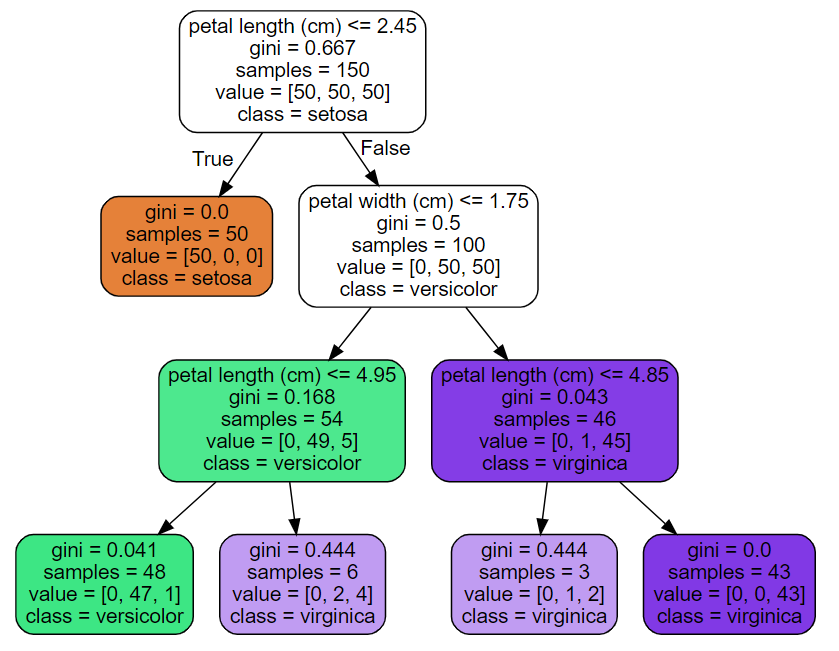 petal length (cm) <= 2.45
gini = 0.667
samples = 150
value = [50, 50, 50]
class = setosa
True
False
gini = 0.0
samples = 50
value = [50, 0, 0]
class = setosa
petal width (cm) <= 1.75
gini = 0.5
samples = 100
value = [0, 50, 50]
class = versicolor
petal length (cm) <= 4.95
gini = 0.168
samples = 54
value = [0, 49, 5]
class = versicolor
petal length (cm) <= 4.85
gini = 0.043
samples = 46
value = [0, 1, 45]
class = virginica
gini = 0.041
samples = 48
value = [0, 47, 1]
class = versicolor
gini = 0.444
samples = 6
value = [0, 2, 4]
class = virginica
gini = 0.444
samples = 3
value = [0, 1, 2]
class = virginica
gini = 0.0
samples = 43
value = [0, 0, 43]
class = virginica